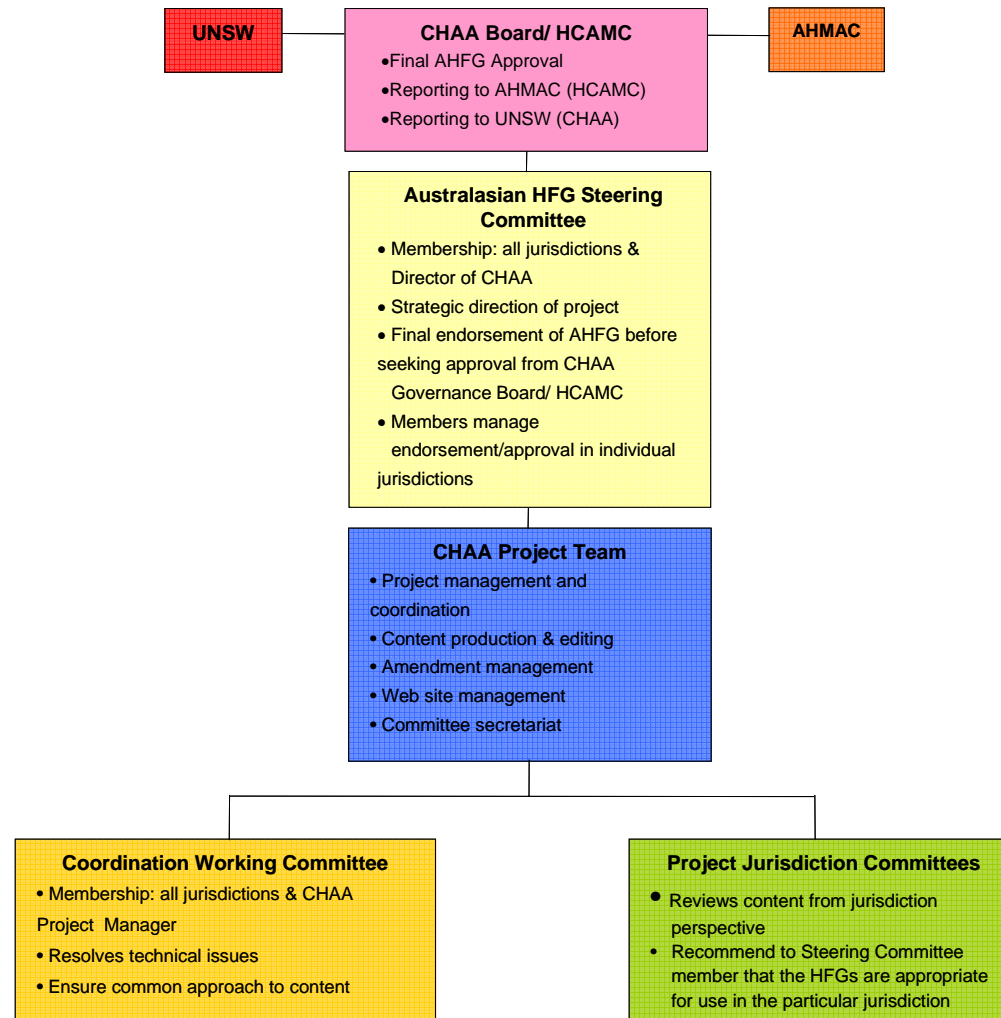 UNSW
CHAA Board/ HCAMC
•Final AHFG Approval
•Reporting to AHMAC (HCAMC)
•Reporting to UNSW (CHAA)
AHMAC
Australasian HFG Steering
Committee
• Membership: all jurisdictions &
Director of CHAA
• Strategic direction of project
• Final endorsement of AHFG before
seeking approval from CHAA
Governance Board/ HCAMC
• Members manage
endorsement/approval in individual
jurisdictions
CHAA Project Team
• Project management and
coordination
• Content production & editing
• Amendment management
• Web site management
• Committee secretariat
Coordination Working Committee
• Membership: all jurisdictions & CHAA
Project Manager
• Resolves technical issues
• Ensure common approach to content
Project Jurisdiction Committees
• Reviews content from jurisdiction
perspective
• Recommend to Steering Committee
member that the HFGs are appropriate
for use in the particular jurisdiction